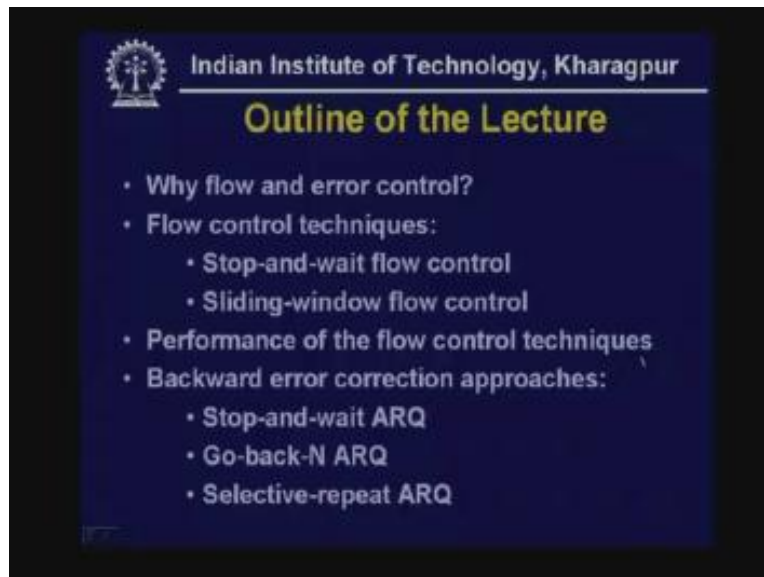 Indian Institute of Technology, Kharagpur
Outline of the Lecture
• Why flow and error control?
• Flow control techniques:
• Stop-and-wait flow control
• Sliding-window flow control
• Performance of the flow control techniques
• Backward error correction approaches:
• Stop-and-wait ARQ
• Go-back-N ARQ
• Selective-repeat ARQ